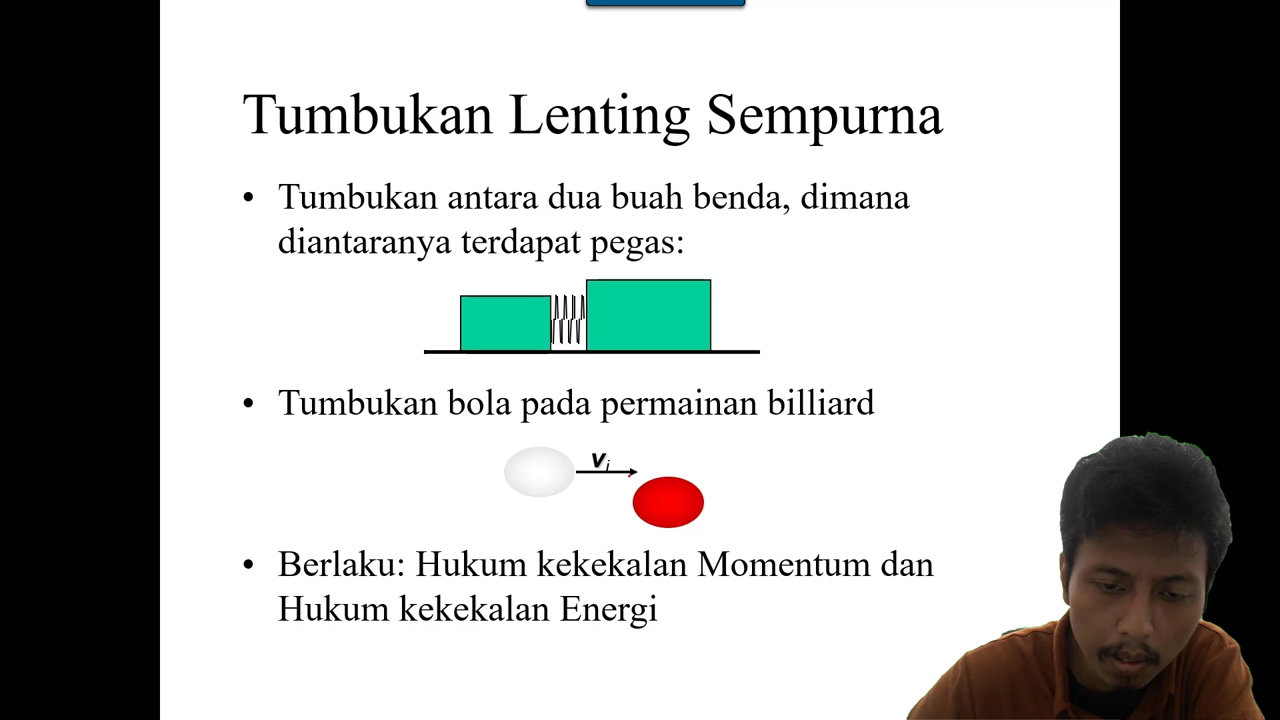 Tumbukan Lenting Sempurna
• Tumbukan antara dua buah benda, dimana
diantaranya terdapat pegas:
• Tumbukan bola pada permainan billiard
vi
• Berlaku: Hukum kekekalan Momentum dan
Hukum kekekalan Energi